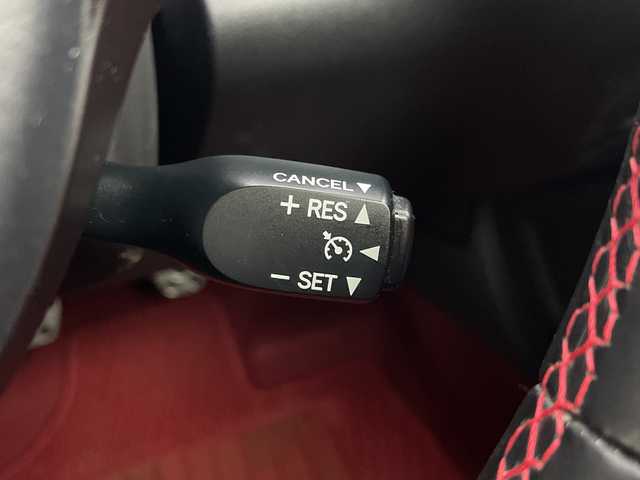 CANCEL ▼
+ RES ▲
◀
− SET ▼